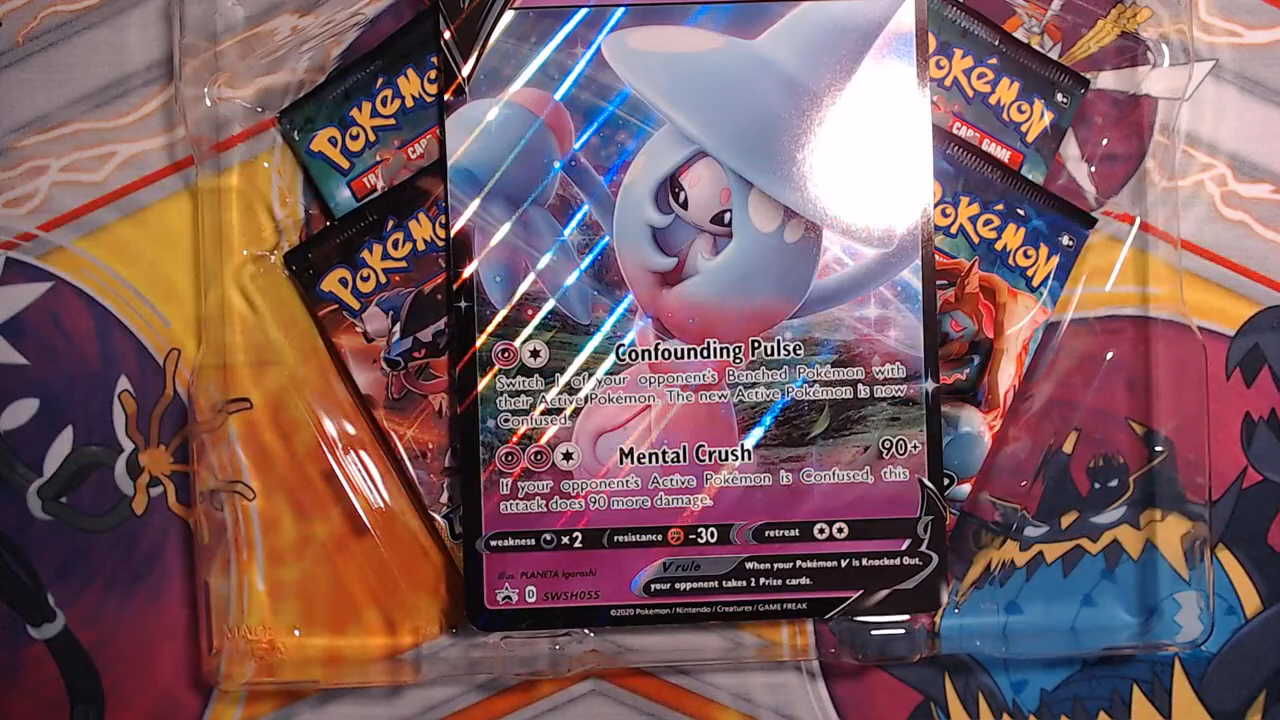 POKéMON
POKéMON
TRADING CARD GAME
CARD GAME
POKéMON
POKéMON
Confounding Pulse
Switch 1 of your opponent's Benched Pokémon with
their Active Pokémon. The new Active Pokémon is now
Confused.
Mental Crush 90+
If your opponent's Active Pokémon is Confused, this
attack does 90 more damage.
weakness ×2 resistance -30 retreat
V rule When your Pokémon V is Knocked Out,
your opponent takes 2 Prize cards.
Illus. PLANETA Igarashi
D SWSH055
©2020 Pokémon / Nintendo / Creatures / GAME FREAK